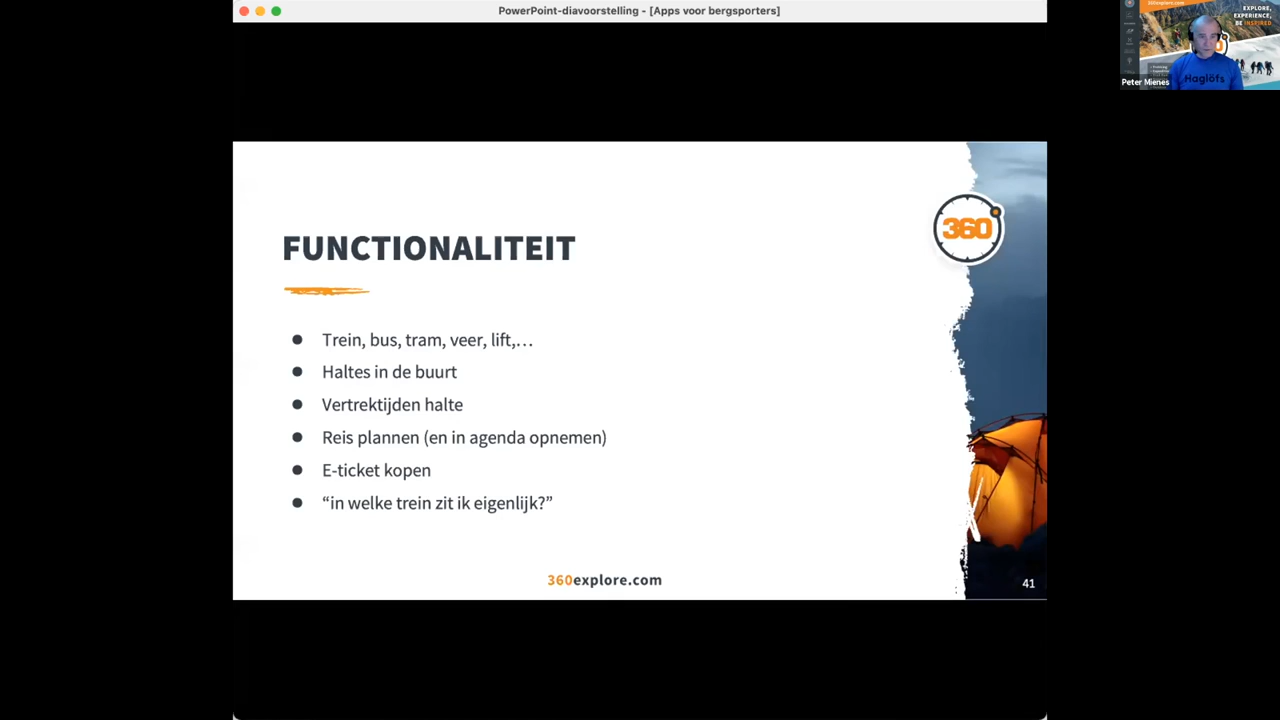 PowerPoint-diavoorstelling - [Apps voor bergsporters]
360explore.com
EXPLORE,
EXPERIENCE,
BE INSPIRED
Haglöfs
Peter Mienes
360
FUNCTIONALITEIT
Trein, bus, tram, veer, lift,…
Haltes in de buurt
Vertrektijden halte
Reis plannen (en in agenda opnemen)
E-ticket kopen
“in welke trein zit ik eigenlijk?”
360explore.com
41